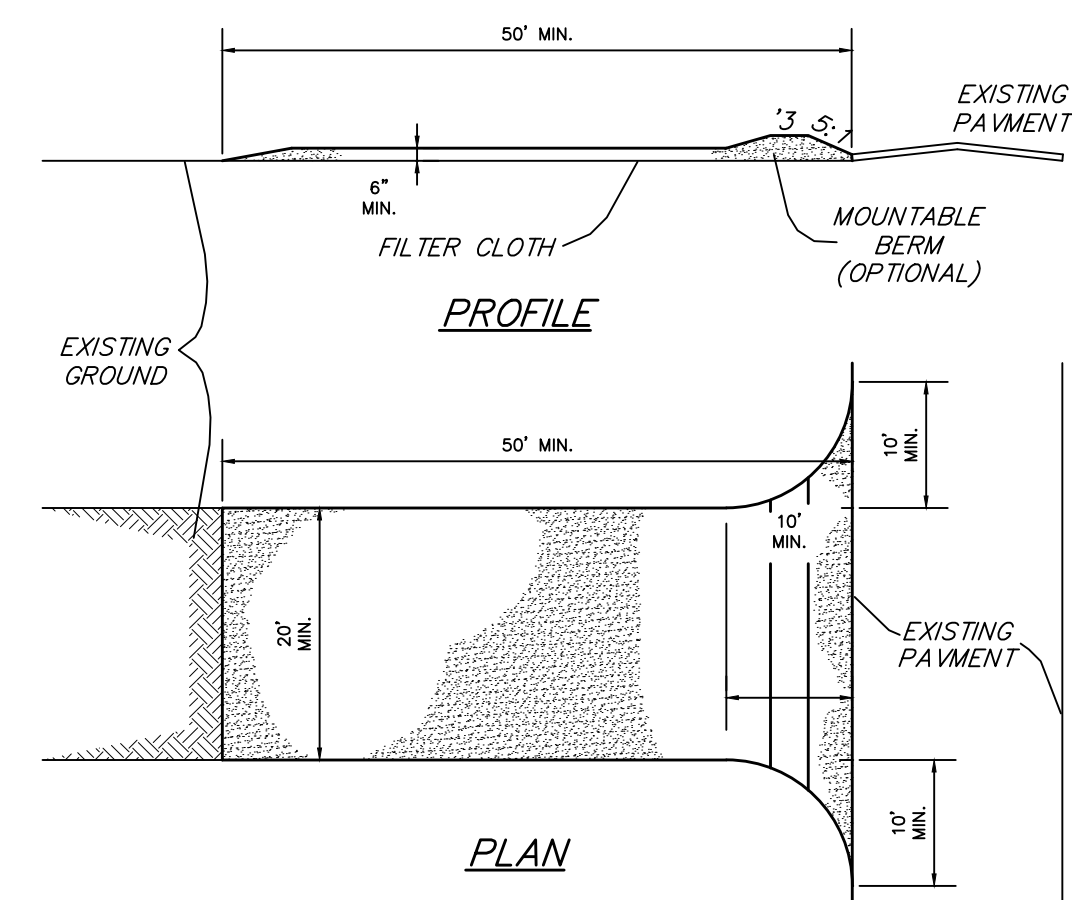 50' MIN.
EXISTING
PAVMENT
'3 5:1
6"
MIN.
FILTER CLOTH
MOUNTABLE
BERM
(OPTIONAL)
PROFILE
EXISTING
GROUND
50' MIN.
10'
MIN.
10'
MIN.
20'
MIN.
EXISTING
PAVMENT
10'
MIN.
PLAN